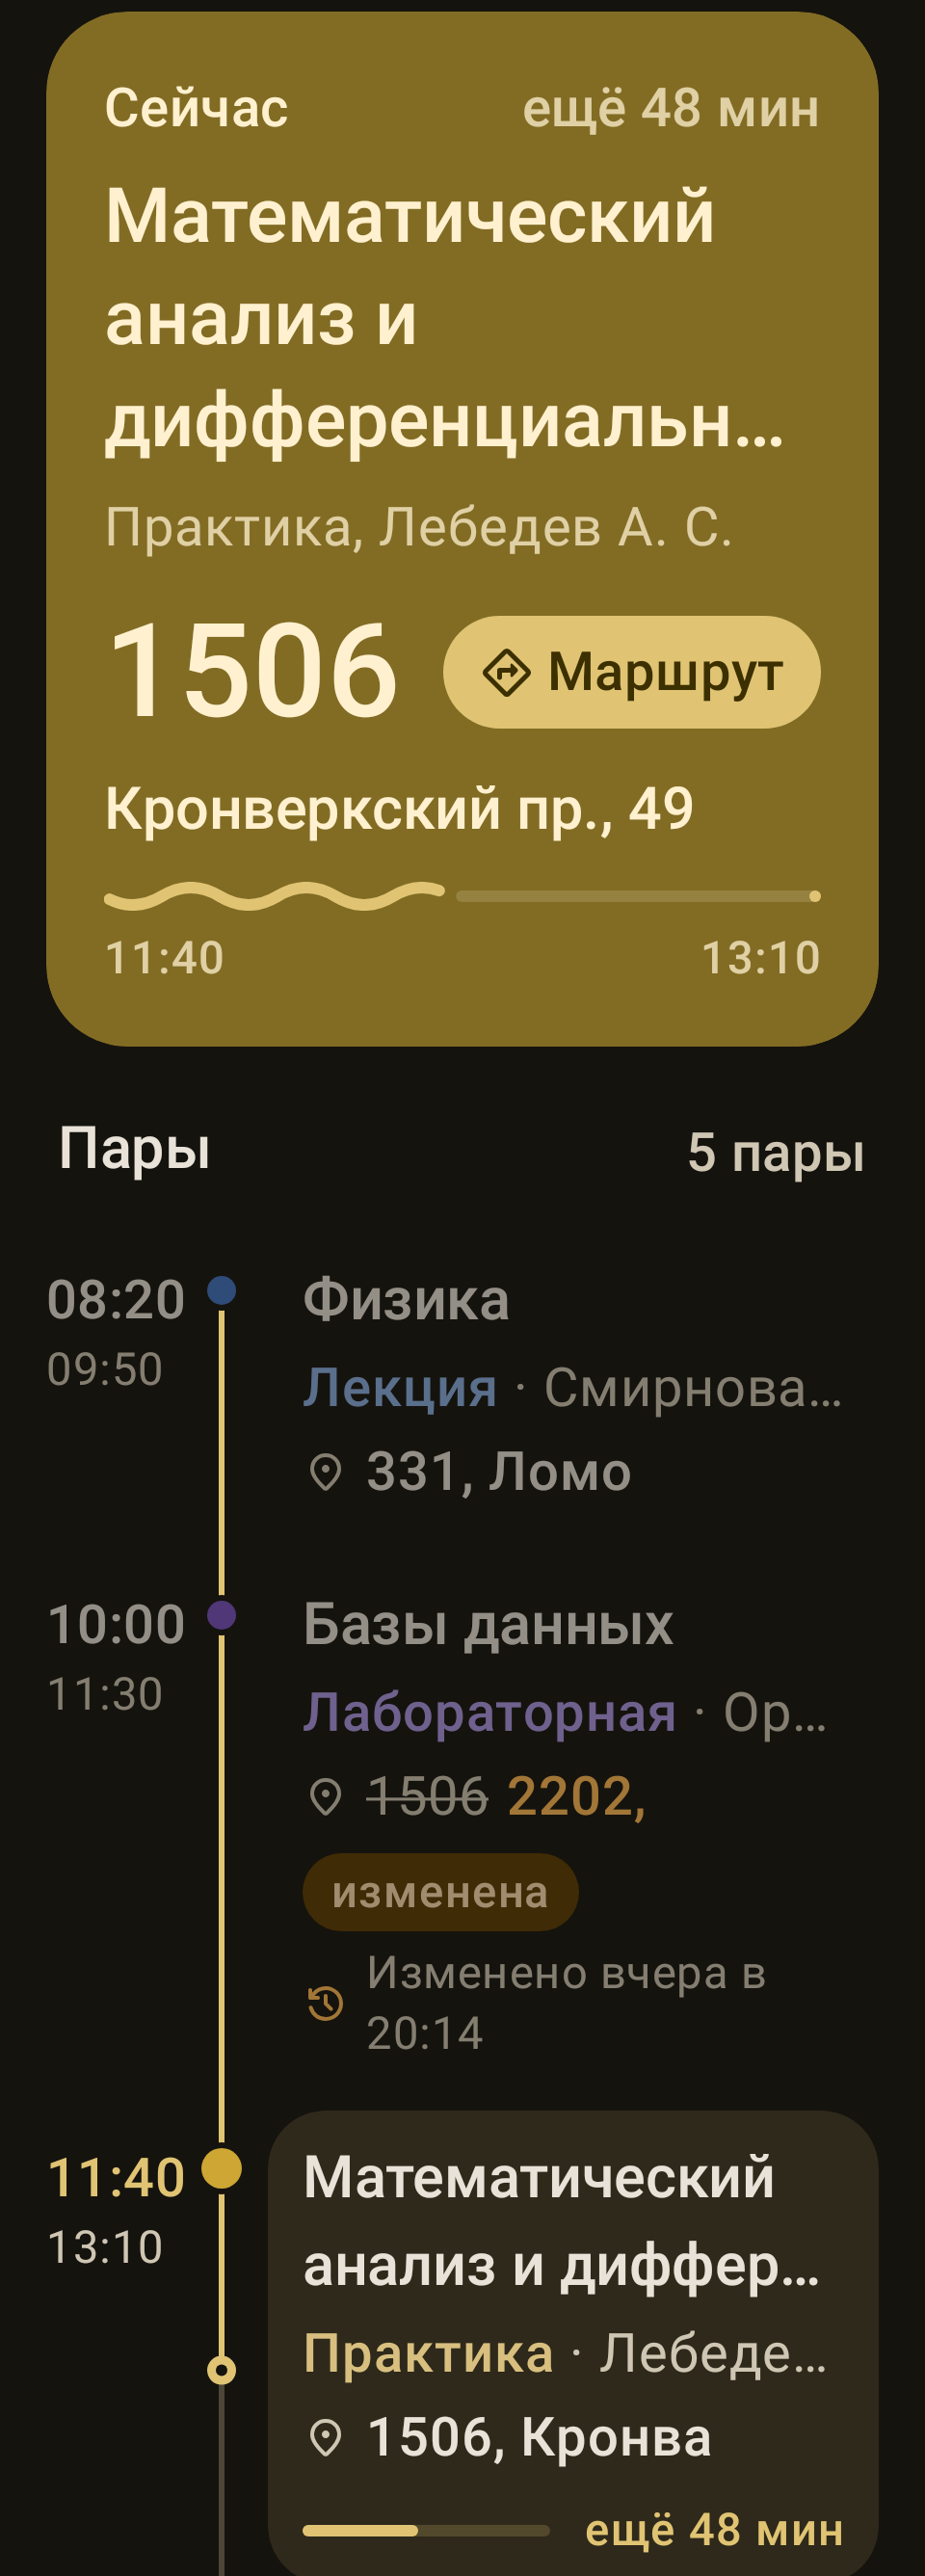 Сейчас ещё 48 мин
Математический
анализ и
дифференциальн…
Практика, Лебедев А. С.
1506 Маршрут
Кронверкский пр., 49
11:40 13:10
Пары 5 пары
08:20 Физика
09:50 Лекция · Смирнова…
331, Ломо
10:00 Базы данных
11:30 Лабораторная · Ор…
1506 2202,
изменена
Изменено вчера в
20:14
11:40 Математический
13:10 анализ и диффер…
Практика · Лебеде…
1506, Кронва
ещё 48 мин